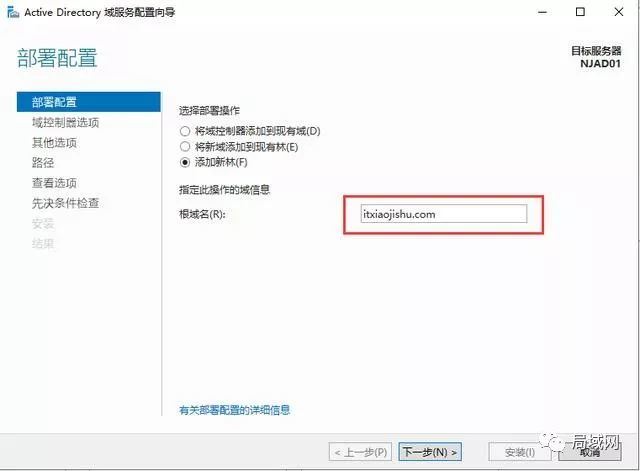 Active Directory 域服务配置向导
部署配置
目标服务器
NJAD01
部署配置
域控制器选项
其他选项
路径
查看选项
先决条件检查
安装
结果
选择部署操作
将域控制器添加到现有域(D)
将新域添加到现有林(E)
添加新林(F)
指定此操作的域信息
根域名(R):
itxiaojishu.com
有关部署配置的详细信息
< 上一步(P)
下一步(N) >
安装(I)
取消
局域网